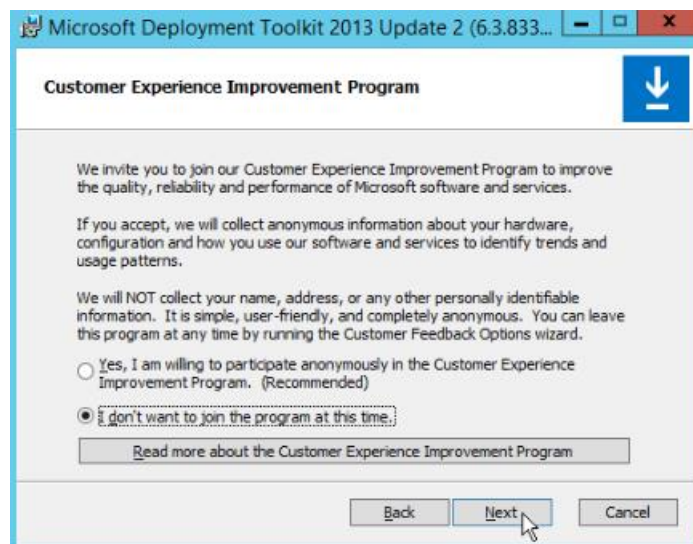 Microsoft Deployment Toolkit 2013 Update 2 (6.3.833...
Customer Experience Improvement Program
We invite you to join our Customer Experience Improvement Program to improve
the quality, reliability and performance of Microsoft software and services.
If you accept, we will collect anonymous information about your hardware,
configuration and how you use our software and services to identify trends and
usage patterns.
We will NOT collect your name, address, or any other personally identifiable
information.  It is simple, user-friendly, and completely anonymous.  You can leave
this program at any time by running the Customer Feedback Options wizard.
Yes, I am willing to participate anonymously in the Customer Experience
Improvement Program.  (Recommended)
I don't want to join the program at this time.
Read more about the Customer Experience Improvement Program
Back Next Cancel